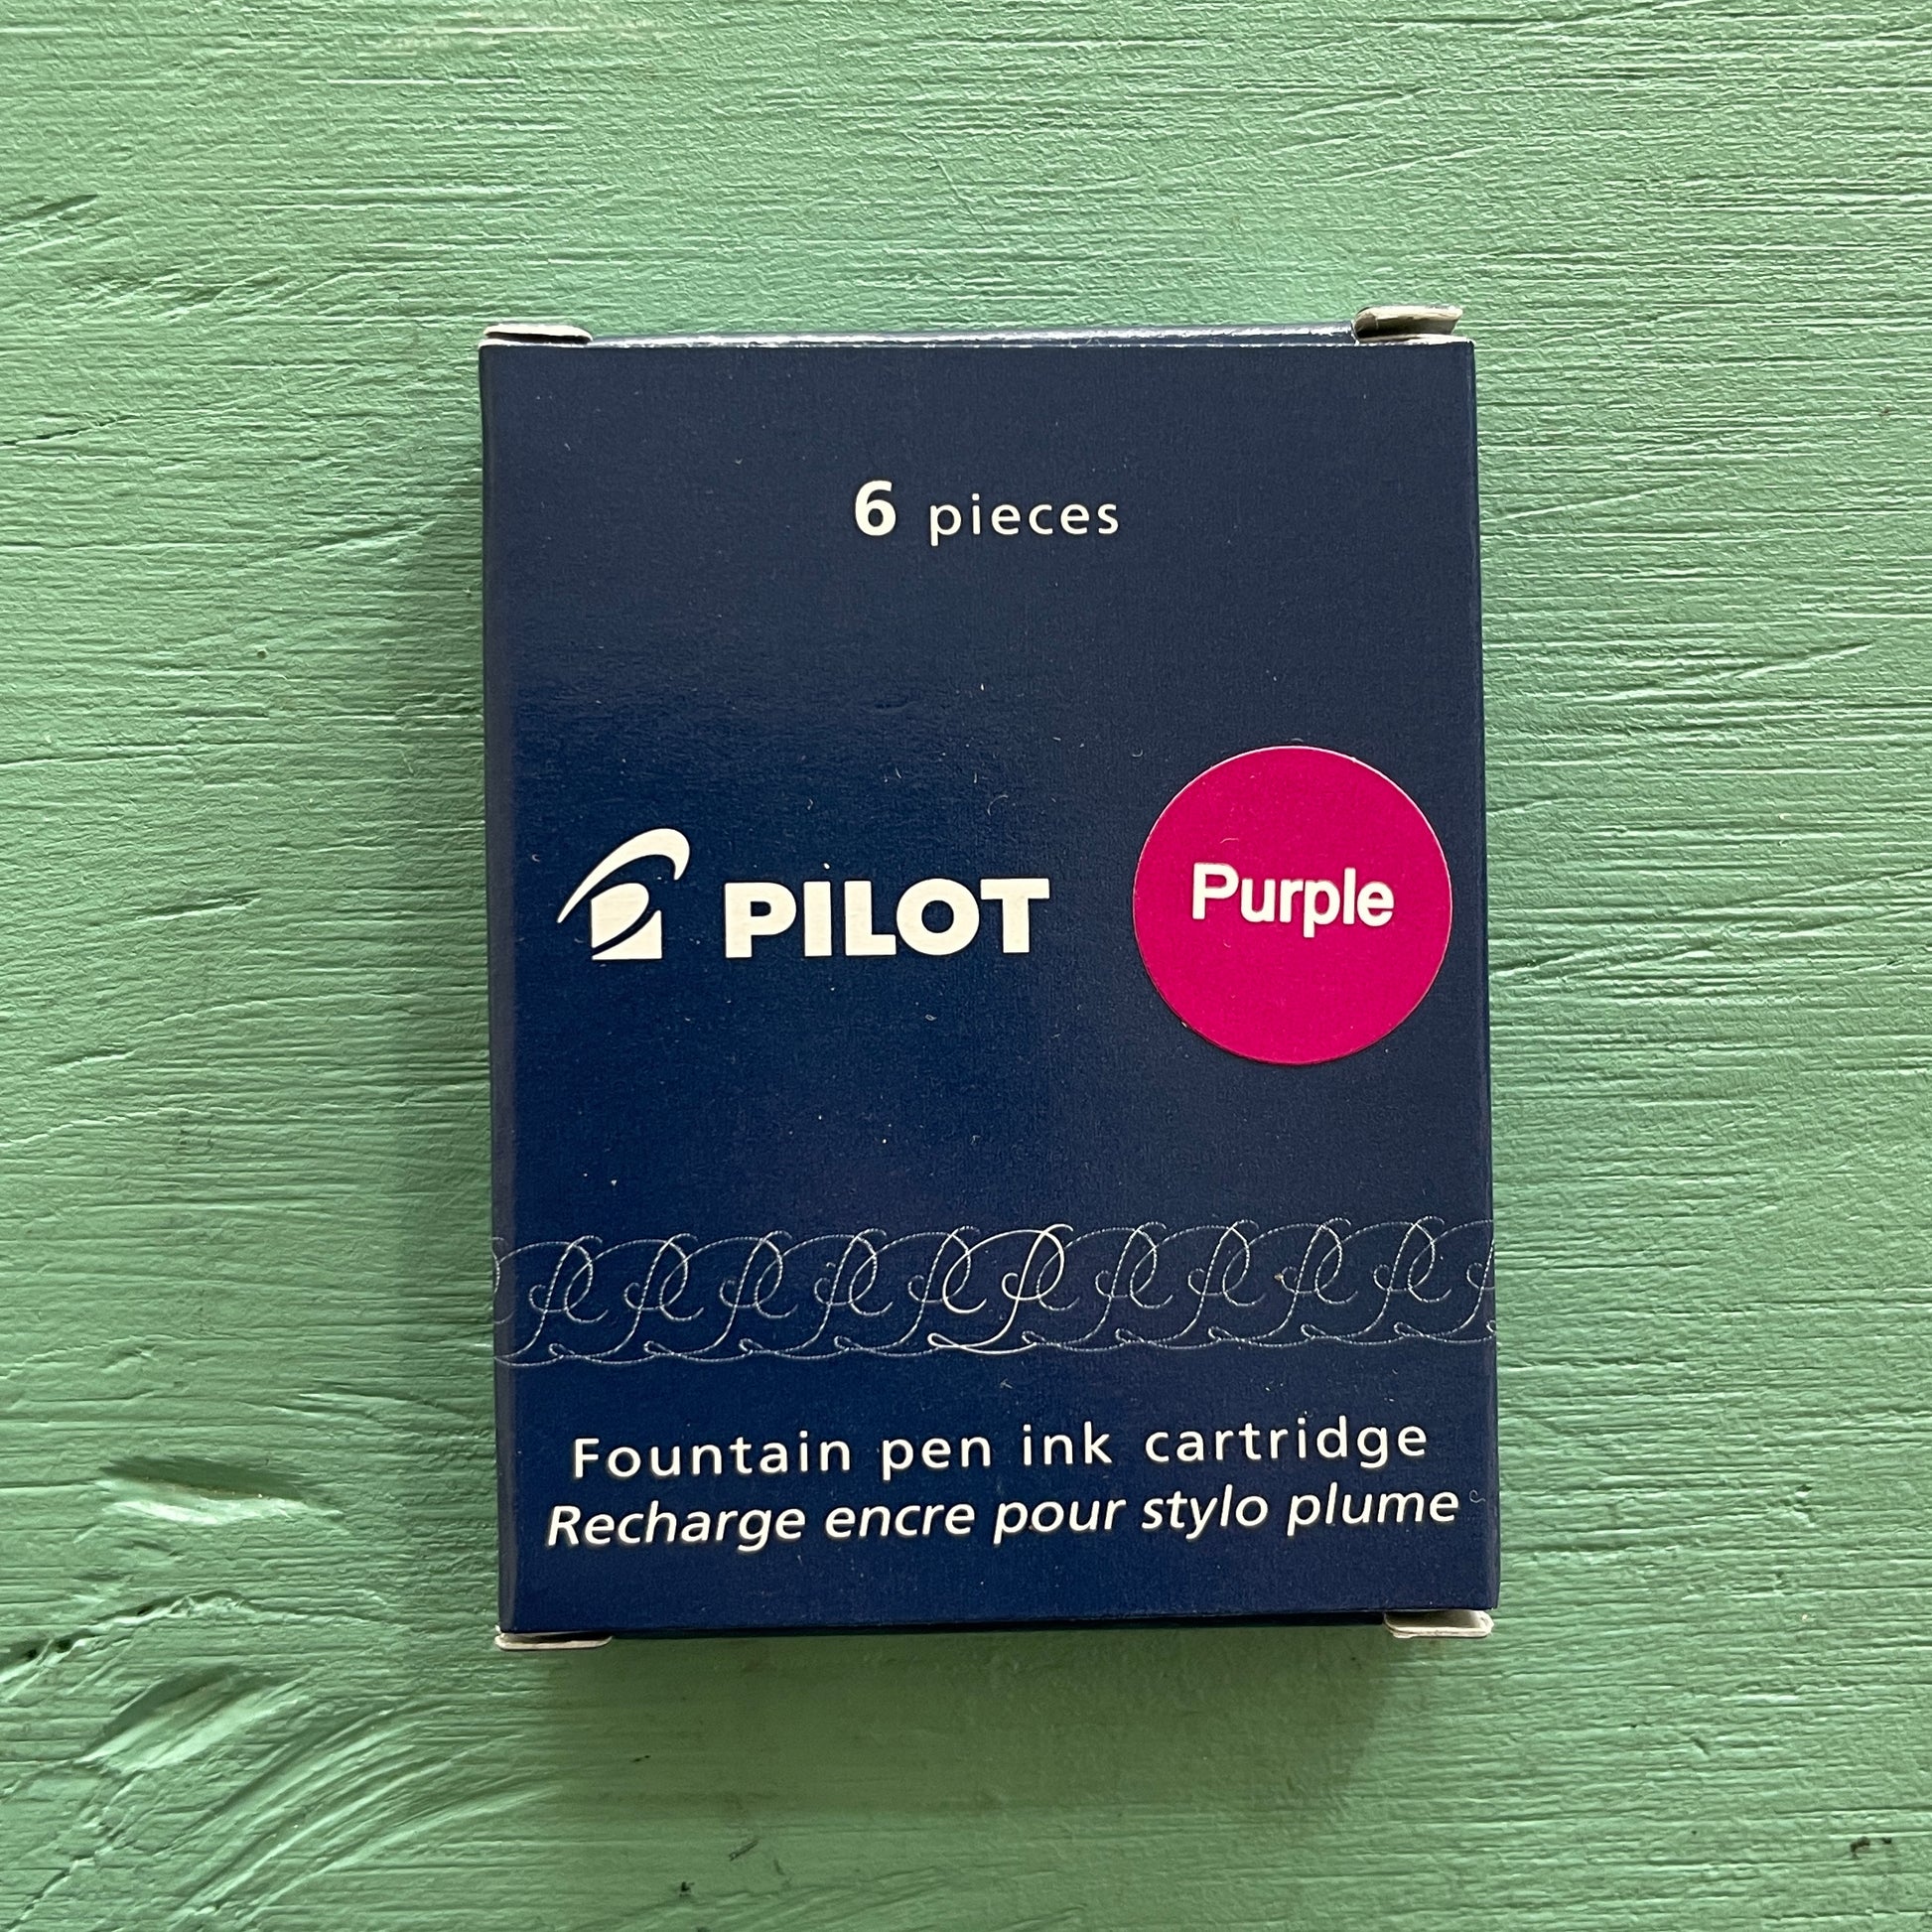 6 pieces
PILOT
Purple
Fountain pen ink cartridge
Recharge encre pour stylo plume